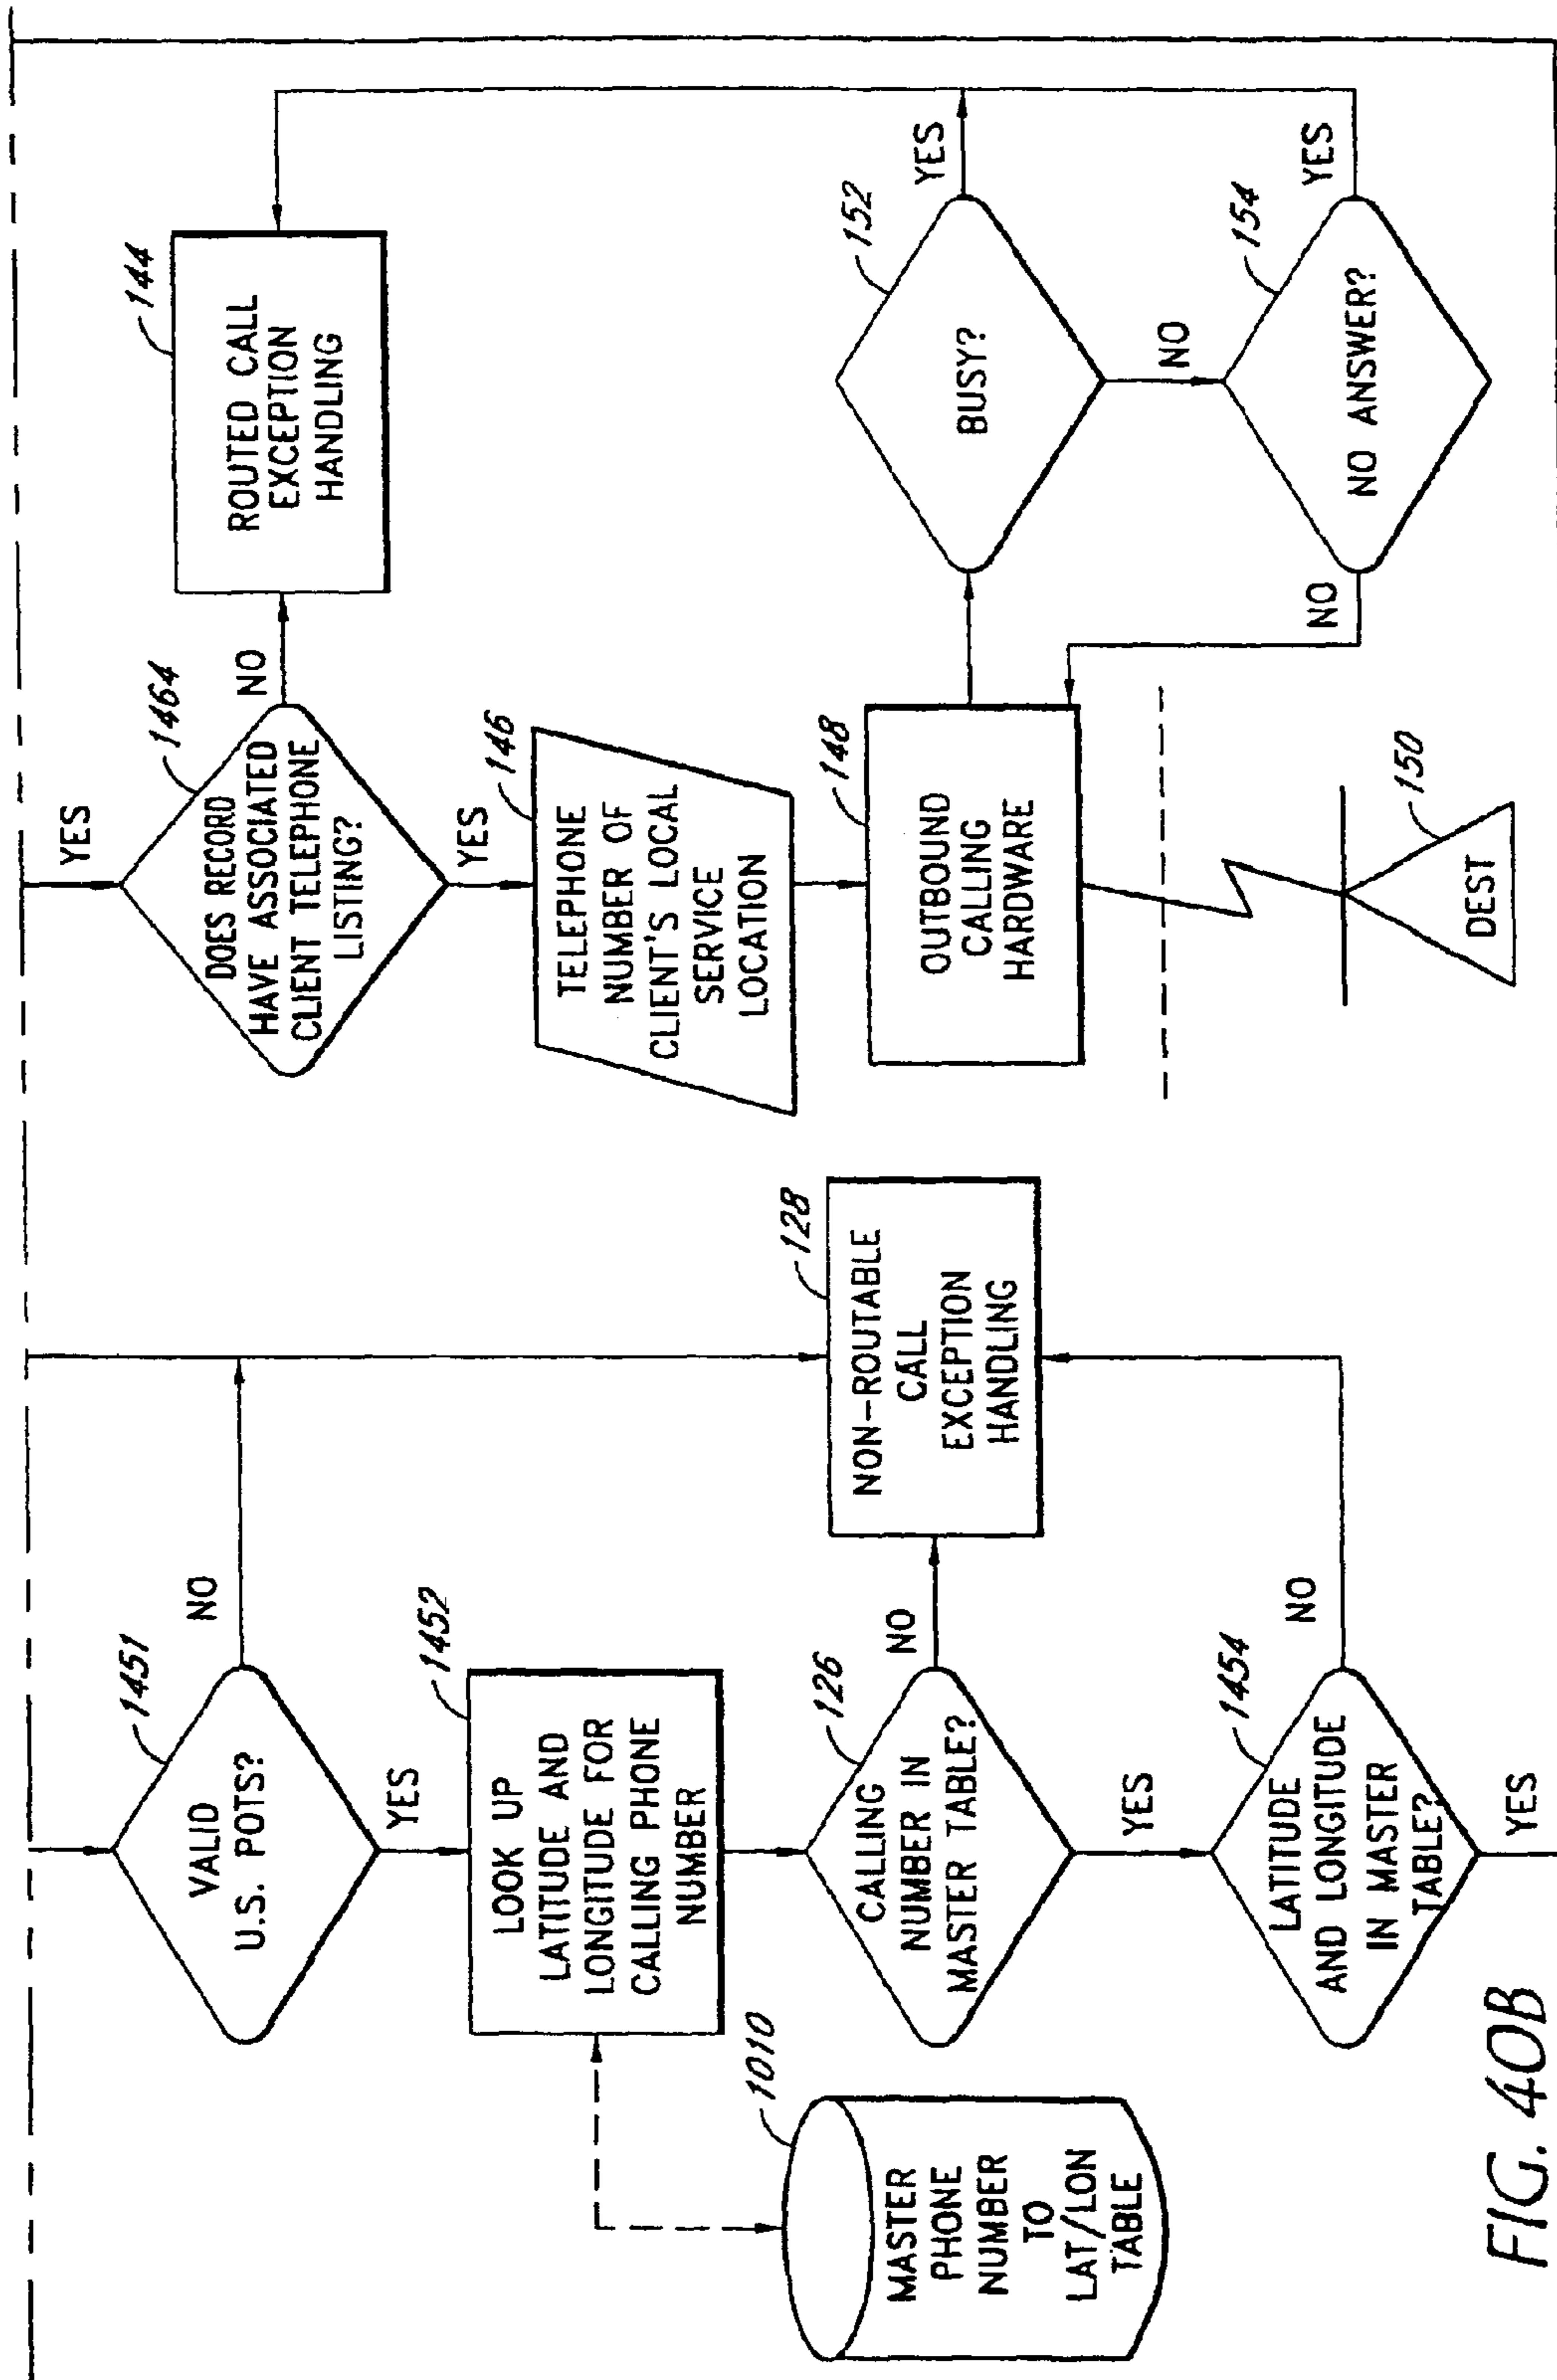 1451
VALID
U.S. POTS?
NO
YES
1452
LOOK UP
LATITUDE AND
LONGITUDE FOR
CALLING PHONE
NUMBER
1010
MASTER
PHONE
NUMBER
TO
LAT/LON
TABLE
126
CALLING
NUMBER IN
MASTER TABLE?
NO
YES
128
NON-ROUTABLE
CALL
EXCEPTION
HANDLING
1454
LATITUDE
AND LONGITUDE
IN MASTER
TABLE?
NO
YES
YES
1464
DOES RECORD
HAVE ASSOCIATED
CLIENT TELEPHONE
LISTING?
NO
YES
144
ROUTED CALL
EXCEPTION
HANDLING
146
TELEPHONE
NUMBER OF
CLIENT'S LOCAL
SERVICE
LOCATION
148
OUTBOUND
CALLING
HARDWARE
152
BUSY?
YES
NO
154
NO ANSWER?
YES
NO
150
DEST
FIG. 40B